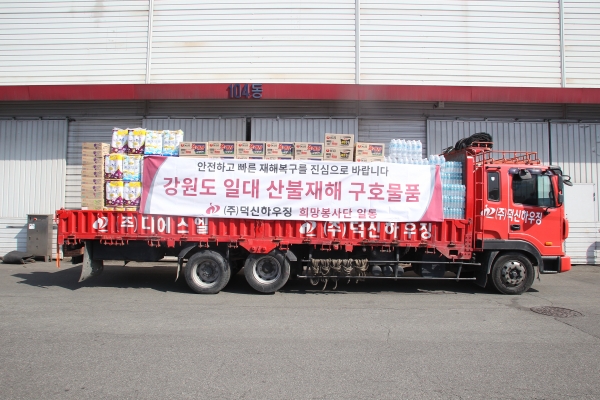 104동
안전하고 빠른 재해복구를 진심으로 바랍니다
강원도 일대 산불재해 구호물품
(주)덕신하우징 희망봉사단 일동
(주)디에스엘
(주)덕신하우징
(주)덕신하우징